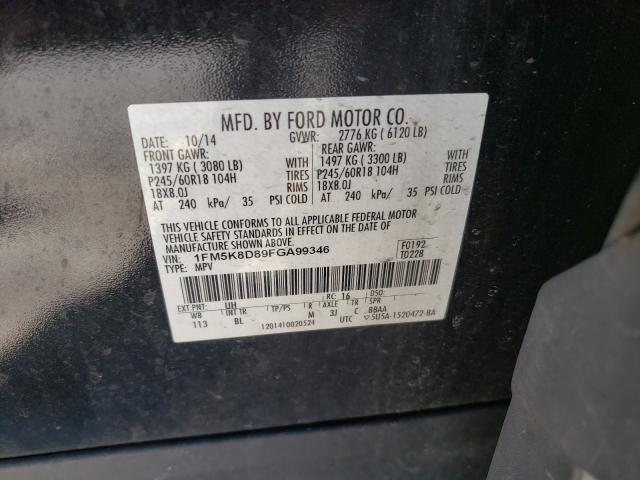 MFD. BY FORD MOTOR CO.
DATE: 10/14 GVWR: 2776 KG ( 6120 LB)
FRONT GAWR: REAR GAWR:
1397 KG ( 3080 LB) WITH 1497 KG ( 3300 LB) WITH
P245/60R18 104H TIRES P245/60R18 104H TIRES
18X8.0J RIMS 18X8.0J RIMS
AT 240 kPa/ 35 PSI COLD AT 240 kPa/ 35 PSI COLD
THIS VEHICLE CONFORMS TO ALL APPLICABLE FEDERAL MOTOR
VEHICLE SAFETY STANDARDS IN EFFECT ON THE DATE OF
MANUFACTURE SHOWN ABOVE.
VIN: 1FM5K8D89FGA99346 F0192
TYPE: MPV T0228
EXT PNT: UH RC: 16 DSO:
WB INT TR TP/PS R AXLE TR SPR
113 BL M 3J C BBAA
1201410020524 UTC ▽5U5A-1520472-BA